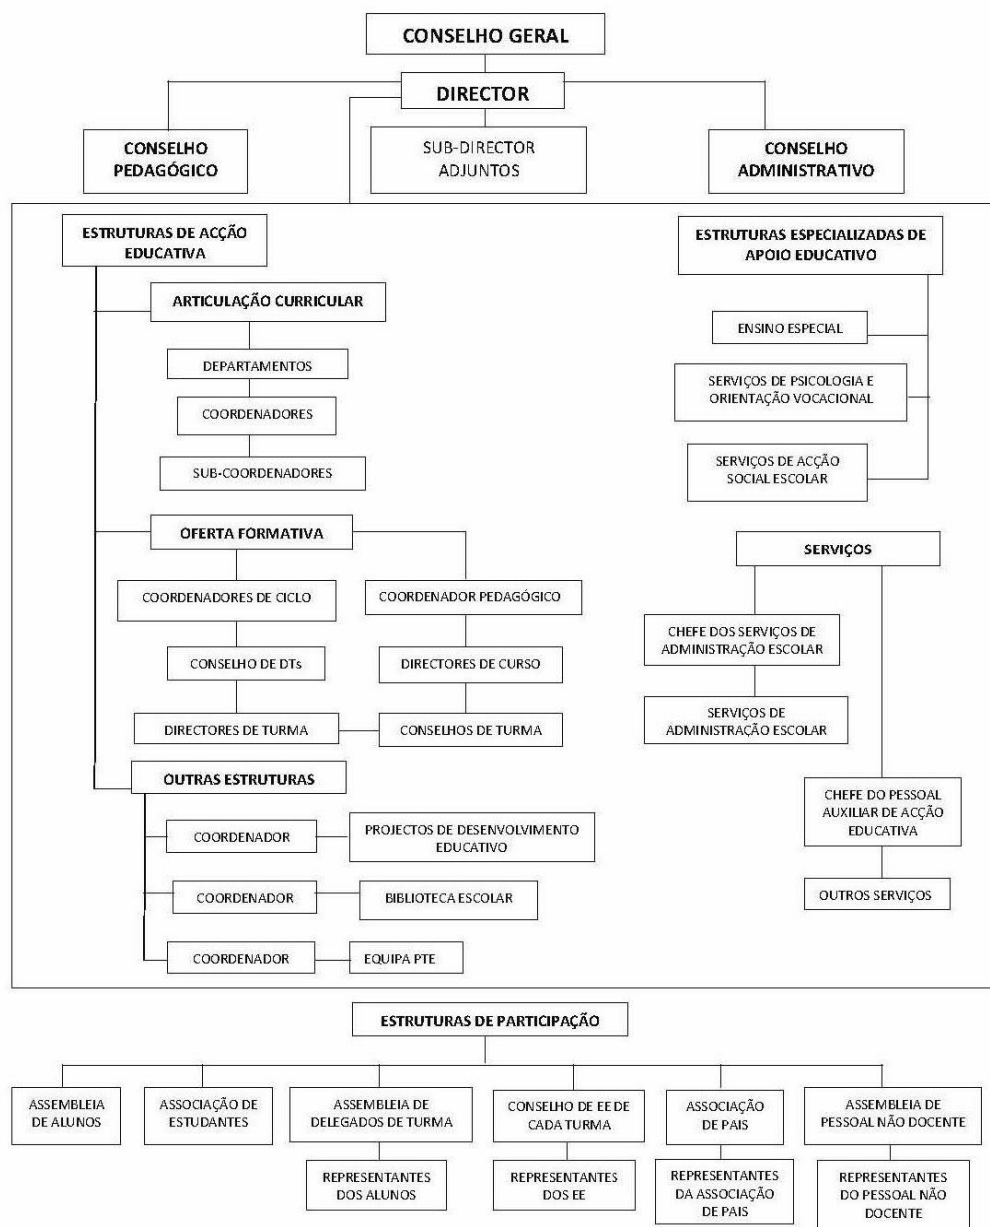 CONSELHO GERAL
DIRECTOR
CONSELHO
PEDAGÓGICO
SUB-DIRECTOR
ADJUNTOS
CONSELHO
ADMINISTRATIVO
ESTRUTURAS DE ACÇÃO
EDUCATIVA
ARTICULAÇÃO CURRICULAR
DEPARTAMENTOS
COORDENADORES
SUB-COORDENADORES
OFERTA FORMATIVA
COORDENADORES DE CICLO
CONSELHO DE DTs
DIRECTORES DE TURMA
COORDENADOR PEDAGÓGICO
DIRECTORES DE CURSO
CONSELHOS DE TURMA
OUTRAS ESTRUTURAS
COORDENADOR
PROJECTOS DE DESENVOLVIMENTO
EDUCATIVO
COORDENADOR
BIBLIOTECA ESCOLAR
COORDENADOR
EQUIPA PTE
ESTRUTURAS ESPECIALIZADAS DE
APOIO EDUCATIVO
ENSINO ESPECIAL
SERVIÇOS DE PSICOLOGIA E
ORIENTAÇÃO VOCACIONAL
SERVIÇOS DE ACÇÃO
SOCIAL ESCOLAR
SERVIÇOS
CHEFE DOS SERVIÇOS DE
ADMINISTRAÇÃO ESCOLAR
SERVIÇOS DE
ADMINISTRAÇÃO ESCOLAR
CHEFE DO PESSOAL
AUXILIAR DE ACÇÃO
EDUCATIVA
OUTROS SERVIÇOS
ESTRUTURAS DE PARTICIPAÇÃO
ASSEMBLEIA
DE ALUNOS
ASSOCIAÇÃO DE
ESTUDANTES
ASSEMBLEIA DE
DELEGADOS DE TURMA
REPRESENTANTES
DOS ALUNOS
CONSELHO DE EE DE
CADA TURMA
REPRESENTANTES
DOS EE
ASSOCIAÇÃO
DE PAIS
REPRESENTANTES
DA ASSOCIAÇÃO
DE PAIS
ASSEMBLEIA DE
PESSOAL NÃO DOCENTE
REPRESENTANTES
DO PESSOAL NÃO
DOCENTE